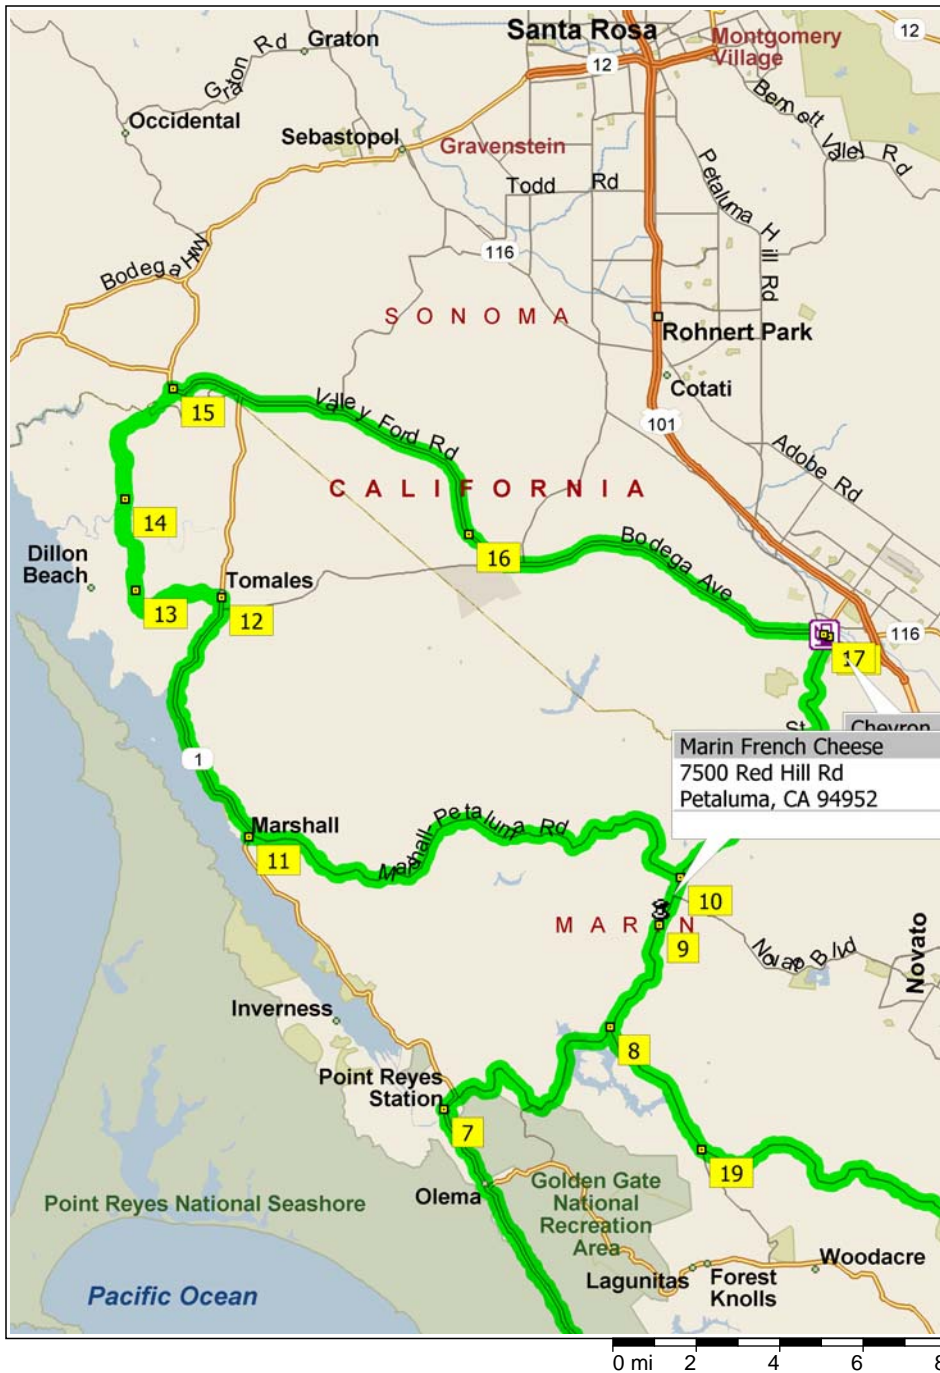 Santa Rosa
Montgomery
Village
12
12
Graton Rd
Graton
Occidental
Sebastopol
Gravenstein
Bennett Valley Rd
Todd Rd
Petaluma Hill Rd
Bodega Hwy
116
SONOMA
Rohnert Park
Cotati
15
Valley Ford Rd
101
Adobe Rd
CALIFORNIA
14
Bodega Ave
Dillon
Beach
16
Tomales
13
12
116
17
St
Chevron
Marin French Cheese
7500 Red Hill Rd
Petaluma, CA 94952
1
Marshall
Marshall-Petaluma Rd
11
10
MARIN
9
Novato Blvd
Novato
Inverness
8
Point Reyes
Station
7
19
Olema
Golden Gate
National
Recreation
Area
Point Reyes National Seashore
Woodacre
Lagunitas
Forest
Knolls
Pacific Ocean
0 mi 2 4 6 8